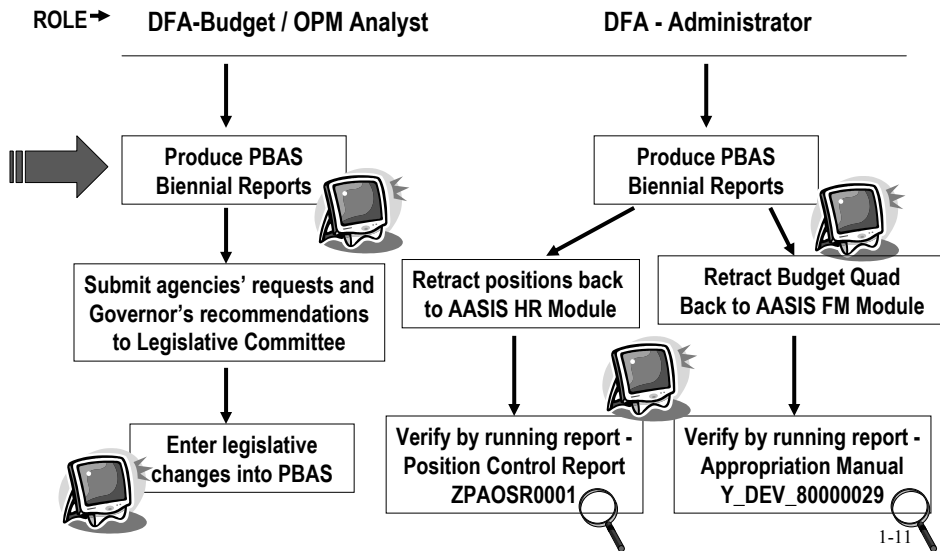 ROLE
DFA-Budget / OPM Analyst
DFA - Administrator
Produce PBAS
Biennial Reports
Submit agencies' requests and
Governor's recommendations
to Legislative Committee
Enter legislative
changes into PBAS
Produce PBAS
Biennial Reports
Retract positions back
to AASIS HR Module
Retract Budget Quad
Back to AASIS FM Module
Verify by running report -
Position Control Report
ZPAOSR0001
Verify by running report -
Appropriation Manual
Y_DEV_80000029
1-11